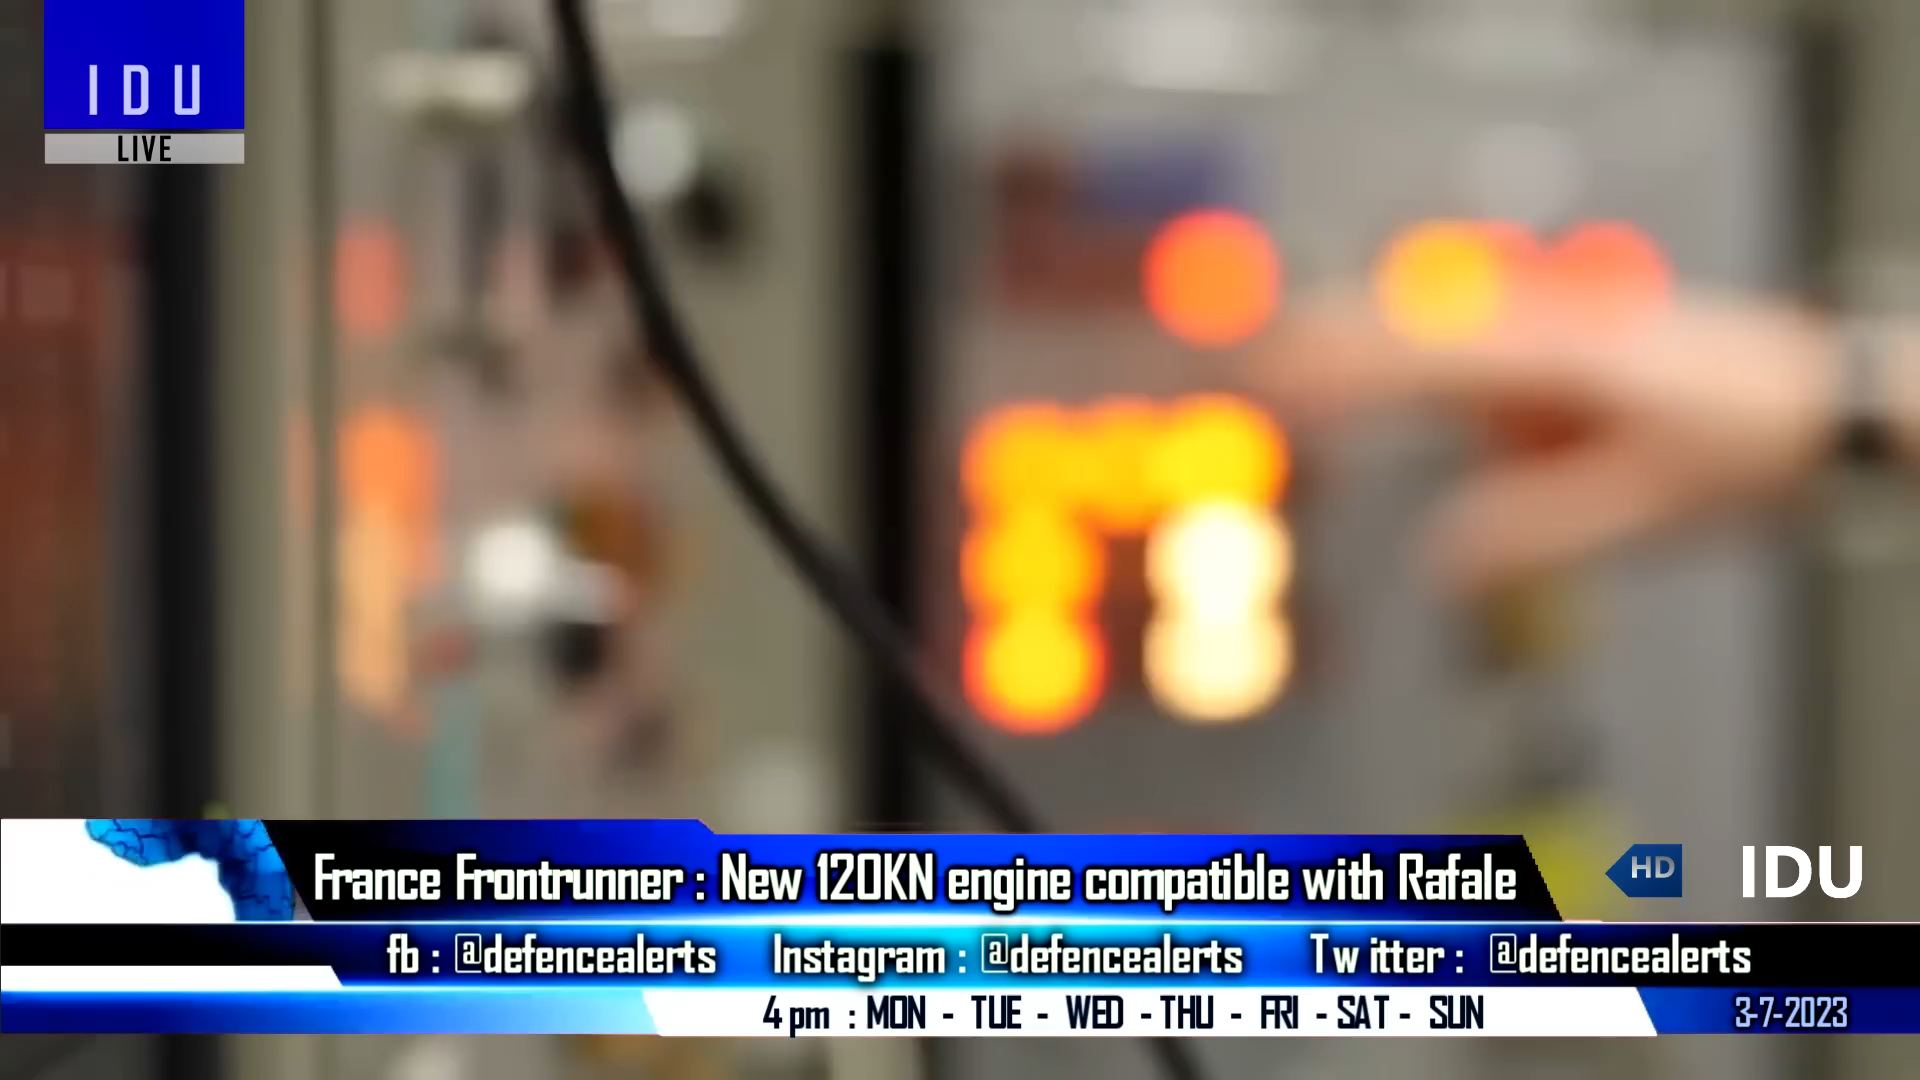 IDU
LIVE
France Frontrunner : New 120KN engine compatible with Rafale
HD
IDU
fb : @defencealerts Instagram : @defencealerts Twitter : @defencealerts
4 pm : MON - TUE - WED - THU - FRI - SAT - SUN
3-7-2023